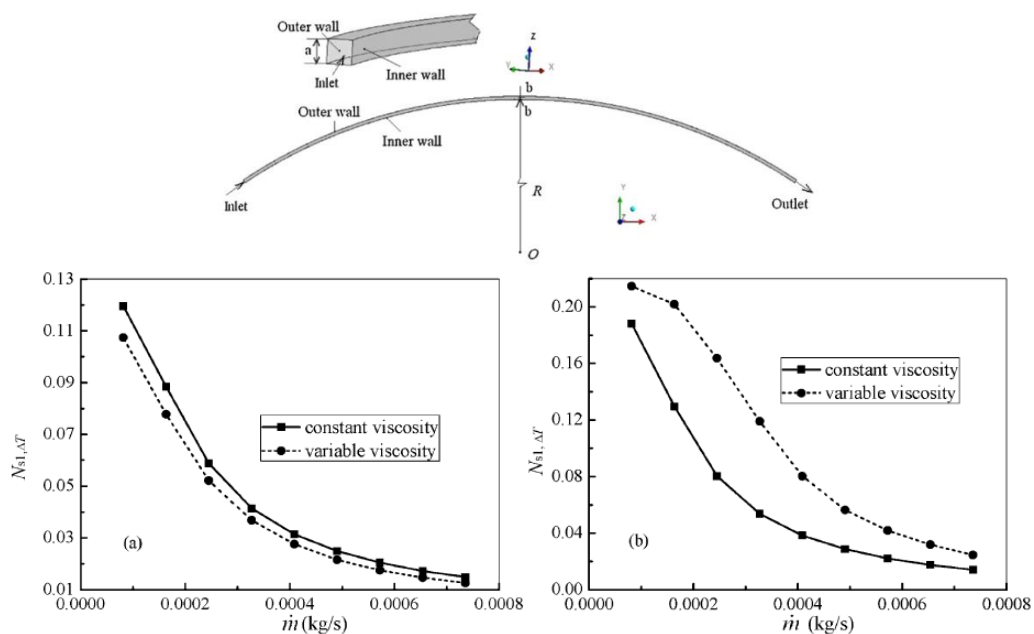 Outer wall
a
Inlet
Inner wall
z
Y
X
b
b
Outer wall
Inner wall
Inlet
R
Y
Z
X
Outlet
O
0.13
0.11
0.09
0.07
0.05
0.03
0.01
N_{s1,ΔT}
constant viscosity
variable viscosity
(a)
0.0000 0.0002 0.0004 0.0006 0.0008
ṁ (kg/s)
0.20
0.16
0.12
0.08
0.04
0.00
N_{s1,ΔT}
constant viscosity
variable viscosity
(b)
0.0000 0.0002 0.0004 0.0006 0.0008
ṁ (kg/s)